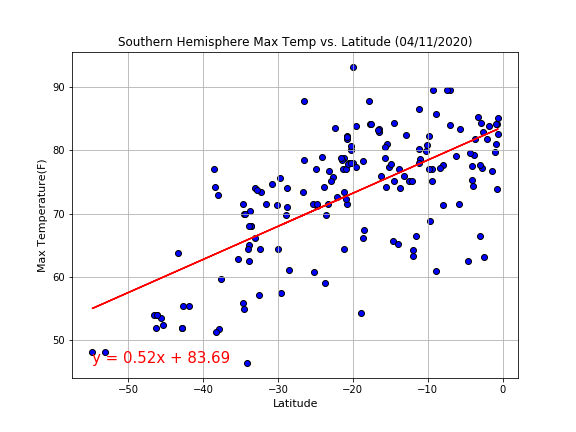 Southern Hemisphere Max Temp vs. Latitude (04/11/2020)
Max Temperature(F)
90
80
70
60
50
y = 0.52x + 83.69
−50 −40 −30 −20 −10 0
Latitude